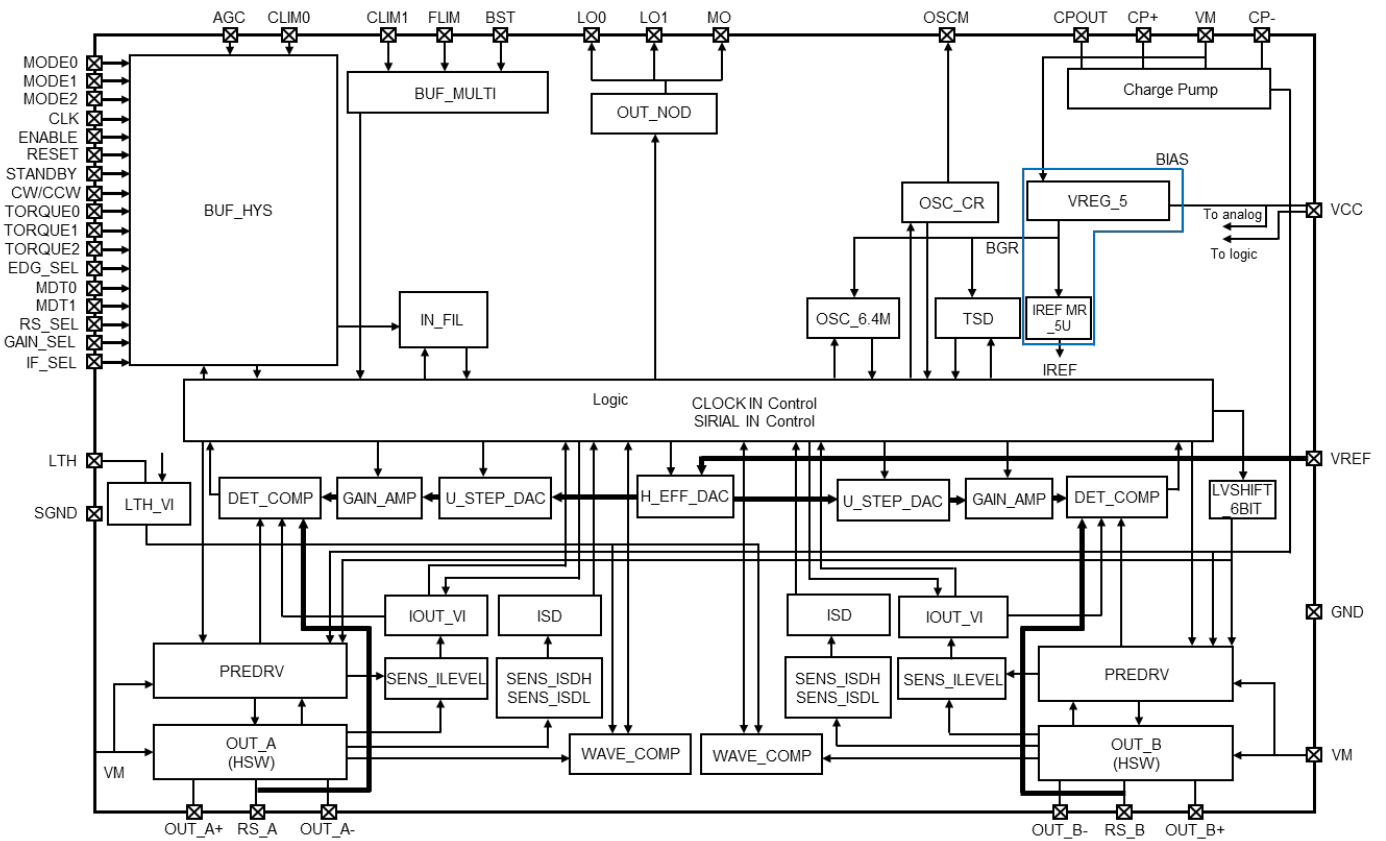 AGC CLIM0 CLIM1 FLIM BST LO0 LO1 MO OSCM CPOUT CP+ VM CP-
MODE0
MODE1
MODE2
CLK
ENABLE
RESET
STANDBY
CW/CCW
TORQUE0
TORQUE1
TORQUE2
EDG_SEL
MDT0
MDT1
RS_SEL
GAIN_SEL
IF_SEL
BUF_HYS
BUF_MULTI
OUT_NOD
Charge Pump
BIAS
OSC_CR
VREG_5
VCC
To analog
To logic
BGR
IN_FIL
OSC_6.4M
TSD
IREF MR
_5U
IREF
Logic
CLOCK IN Control
SIRIAL IN Control
LTH
VREF
LTH_VI
DET_COMP
GAIN_AMP
U_STEP_DAC
H_EFF_DAC
U_STEP_DAC
GAIN_AMP
DET_COMP
LVSHIFT
_6BIT
SGND
IOUT_VI
ISD
ISD
IOUT_VI
GND
PREDRV
SENS_ILEVEL
SENS_ISDH
SENS_ISDL
SENS_ISDH
SENS_ISDL
SENS_ILEVEL
PREDRV
OUT_A
(HSW)
WAVE_COMP
WAVE_COMP
OUT_B
(HSW)
VM
VM
OUT_A+ RS_A OUT_A- OUT_B- RS_B OUT_B+